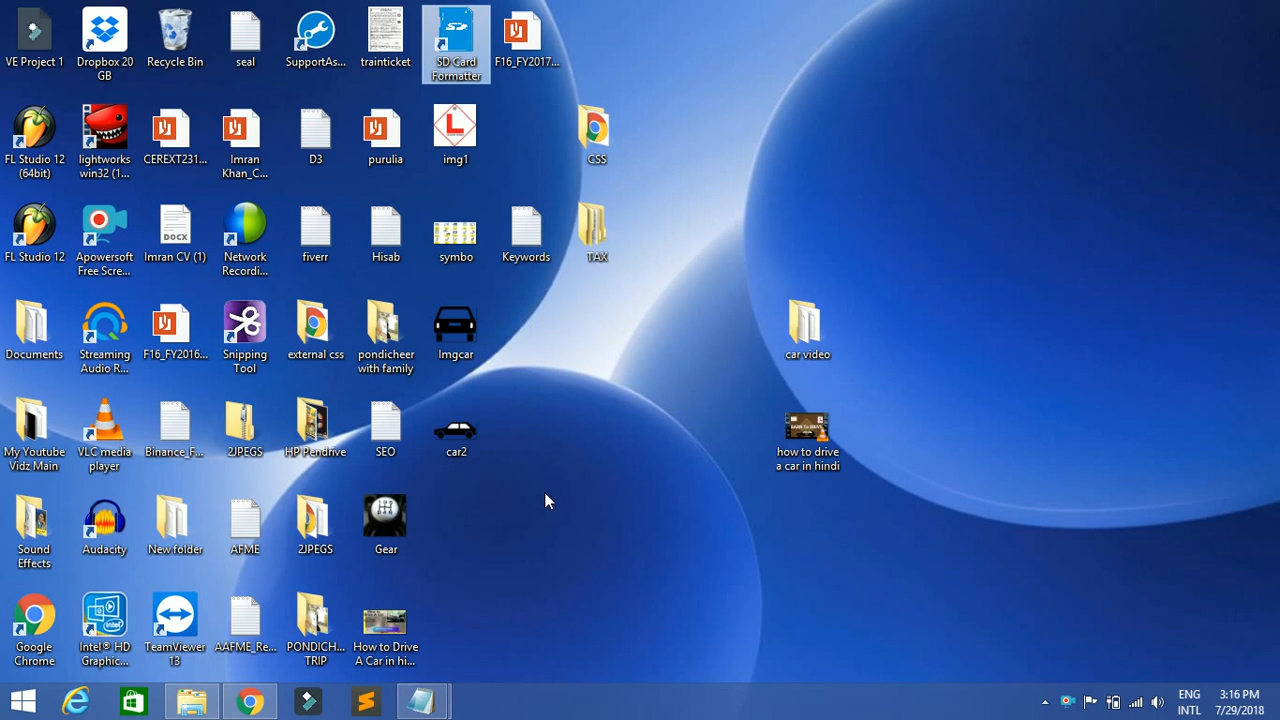 VE Project 1
Dropbox 20
GB
Recycle Bin
seal
SupportAs...
trainticket
SD Card
Formatter
F16_FY2017...
FL Studio 12
(64bit)
lightworks
win32 (1...
CEREXT231...
Imran
Khan_C...
D3
purulia
img1
CSS
FL Studio 12
Apowersoft
Free Scre...
Imran CV (1)
Network
Recordi...
fiverr
Hisab
symbo
Keywords
TAX
Documents
Streaming
Audio R...
F16_FY2016...
Snipping
Tool
external css
pondicheer
with family
Imgcar
car video
My Youtube
Vidz Main
VLC media
player
Binance_F...
2JPEGS
HP Pendrive
SEO
car2
how to drive
a car in hindi
Sound
Effects
Audacity
New folder
AFME
2JPEGS
Gear
Google
Chrome
Intel® HD
Graphic...
TeamViewer
13
AAFME_Re...
PONDICH...
TRIP
How to Drive
A Car in hi...
ENG
INTL
3:16 PM
7/29/2018